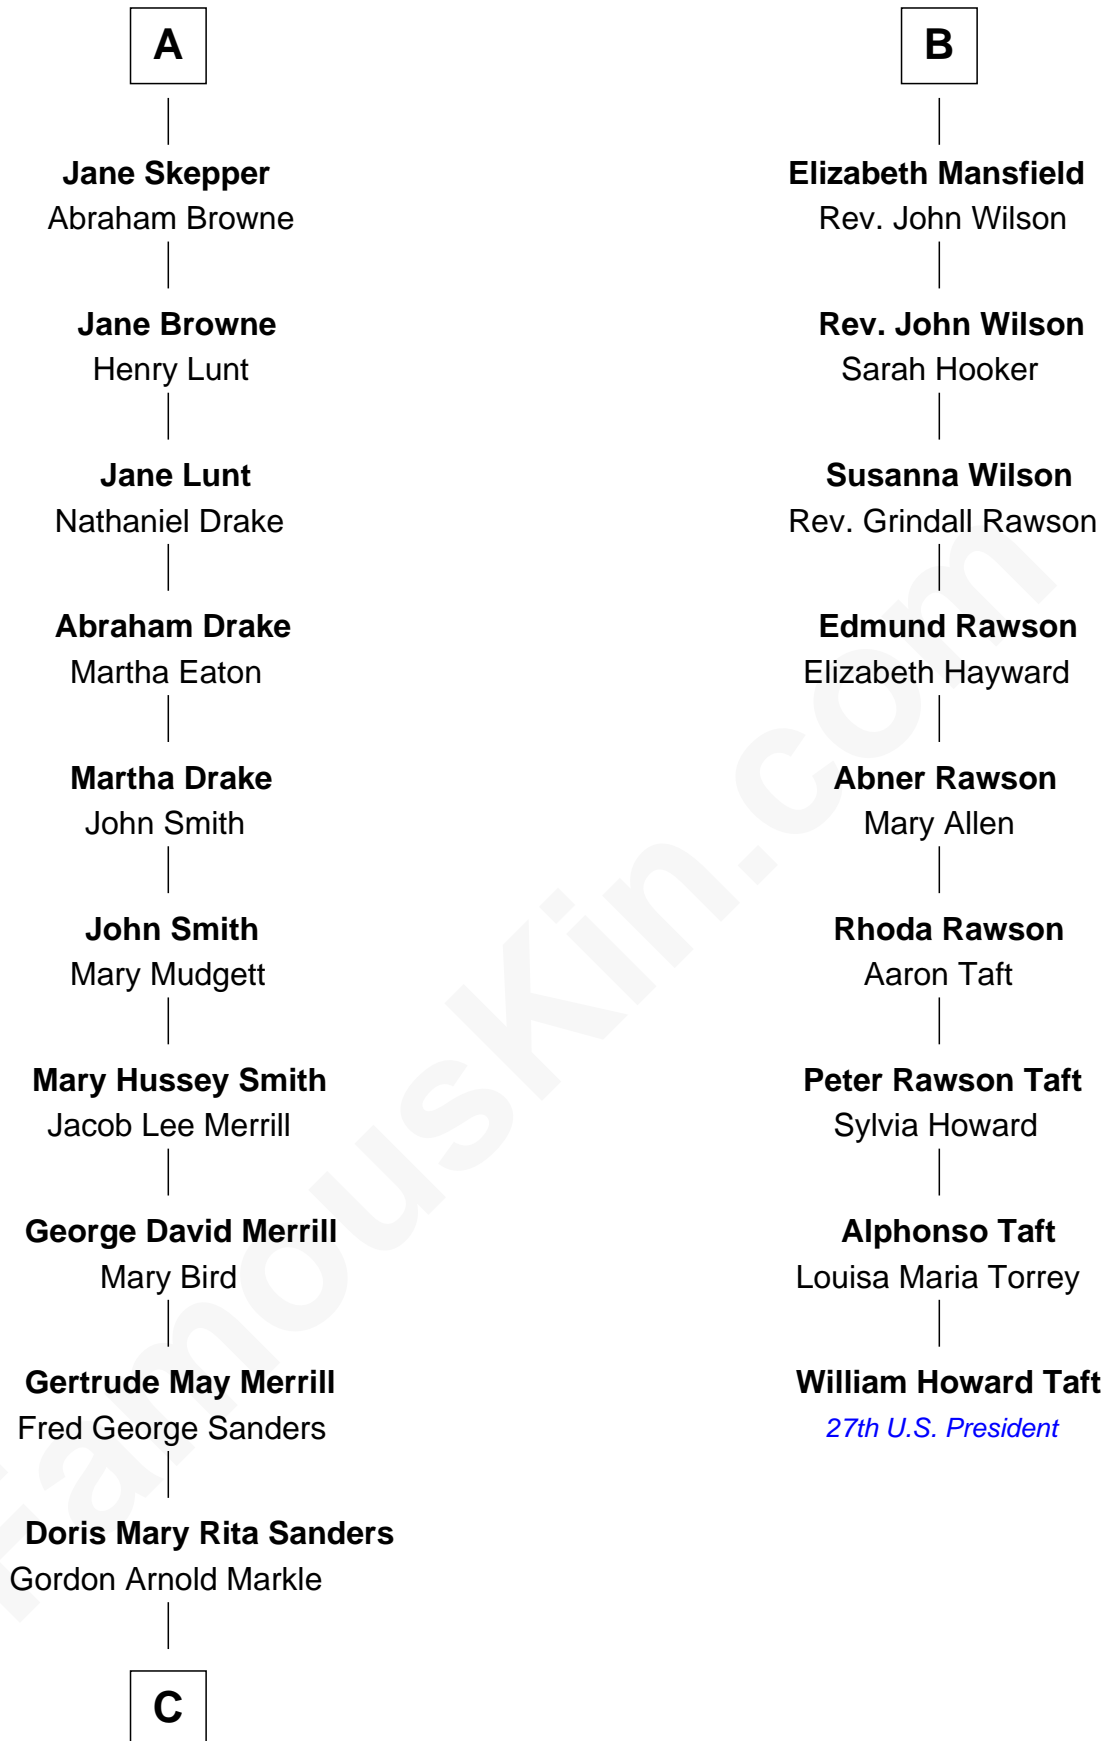 A
Jane Skepper
Abraham Browne
Jane Browne
Henry Lunt
Jane Lunt
Nathaniel Drake
Abraham Drake
Martha Eaton
Martha Drake
John Smith
John Smith
Mary Mudgett
Mary Hussey Smith
Jacob Lee Merrill
George David Merrill
Mary Bird
Gertrude May Merrill
Fred George Sanders
Doris Mary Rita Sanders
Gordon Arnold Markle
C
B
Elizabeth Mansfield
Rev. John Wilson
Rev. John Wilson
Sarah Hooker
Susanna Wilson
Rev. Grindall Rawson
Edmund Rawson
Elizabeth Hayward
Abner Rawson
Mary Allen
Rhoda Rawson
Aaron Taft
Peter Rawson Taft
Sylvia Howard
Alphonso Taft
Louisa Maria Torrey
William Howard Taft
27th U.S. President
FamousKin.com